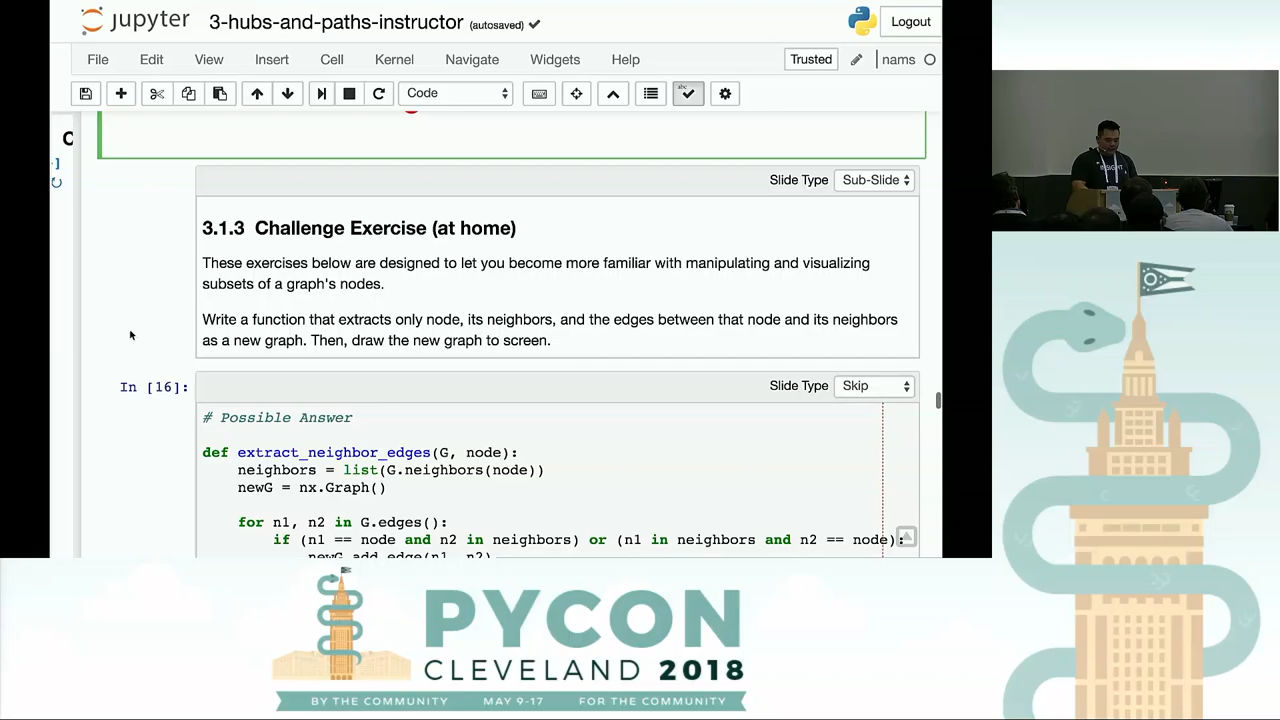 jupyter 3-hubs-and-paths-instructor (autosaved)
Logout
File Edit View Insert Cell Kernel Navigate Widgets Help
Trusted
nams
Code
Slide Type Sub-Slide
3.1.3 Challenge Exercise (at home)
These exercises below are designed to let you become more familiar with manipulating and visualizing
subsets of a graph's nodes.
Write a function that extracts only node, its neighbors, and the edges between that node and its neighbors
as a new graph. Then, draw the new graph to screen.
In [16]:
Slide Type Skip
# Possible Answer
def extract_neighbor_edges(G, node):
neighbors = list(G.neighbors(node))
newG = nx.Graph()
for n1, n2 in G.edges():
if (n1 == node and n2 in neighbors) or (n1 in neighbors and n2 == node):
newG.add_edge(n1, n2)
INSIGHT
PYCON
CLEVELAND 2018
BY THE COMMUNITY MAY 9-17 FOR THE COMMUNITY